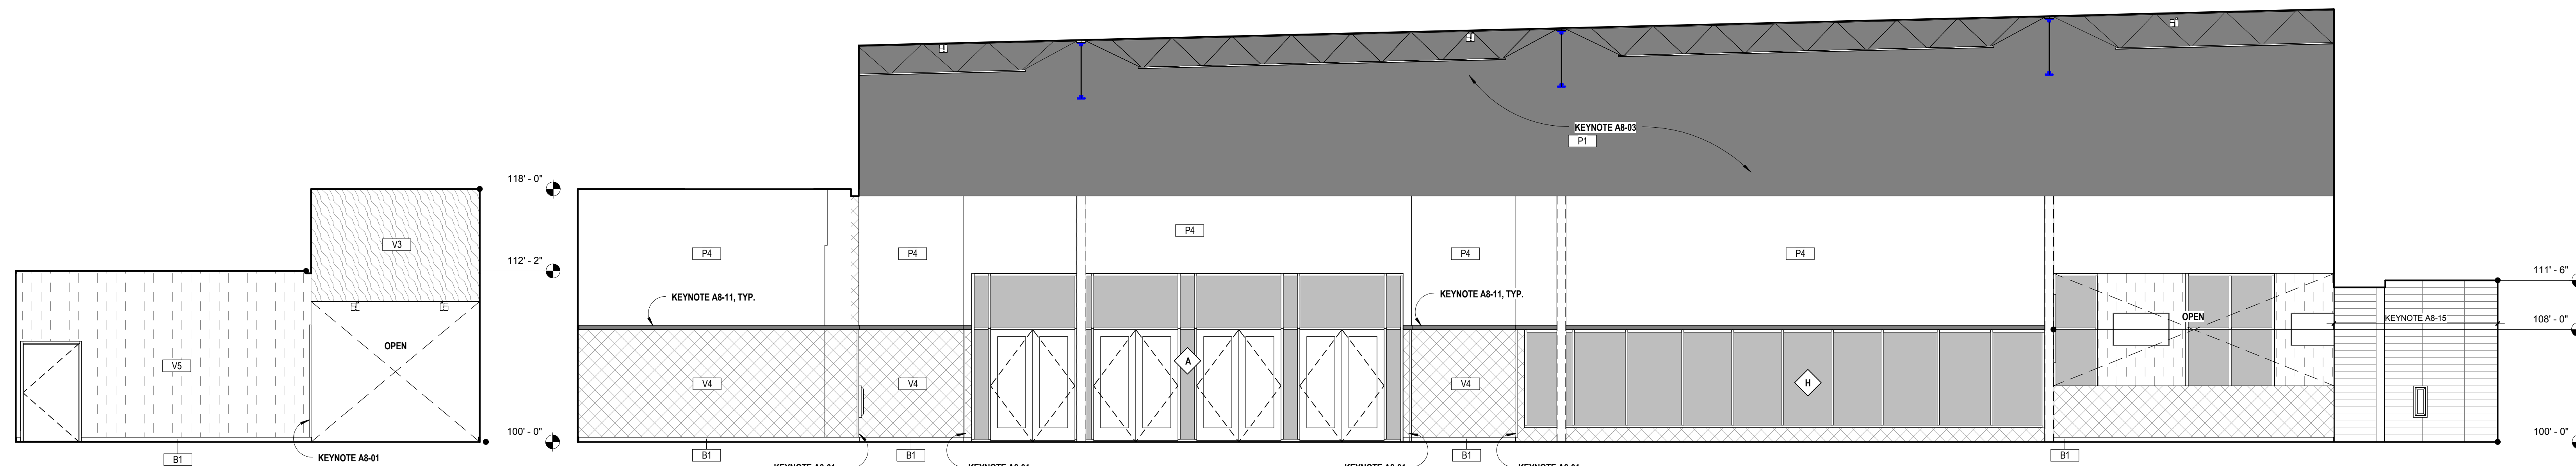 KEYNOTE A8-03
P1
118' - 0"
V3
P4
P4
P4
P4
P4
112' - 2"
111' - 6"
KEYNOTE A8-11, TYP.
KEYNOTE A8-11, TYP.
OPEN
KEYNOTE A8-15
108' - 0"
OPEN
A
V5
V4
V4
V4
H
100' - 0"
100' - 0"
B1
KEYNOTE A8-01
B1
B1
B1
B1